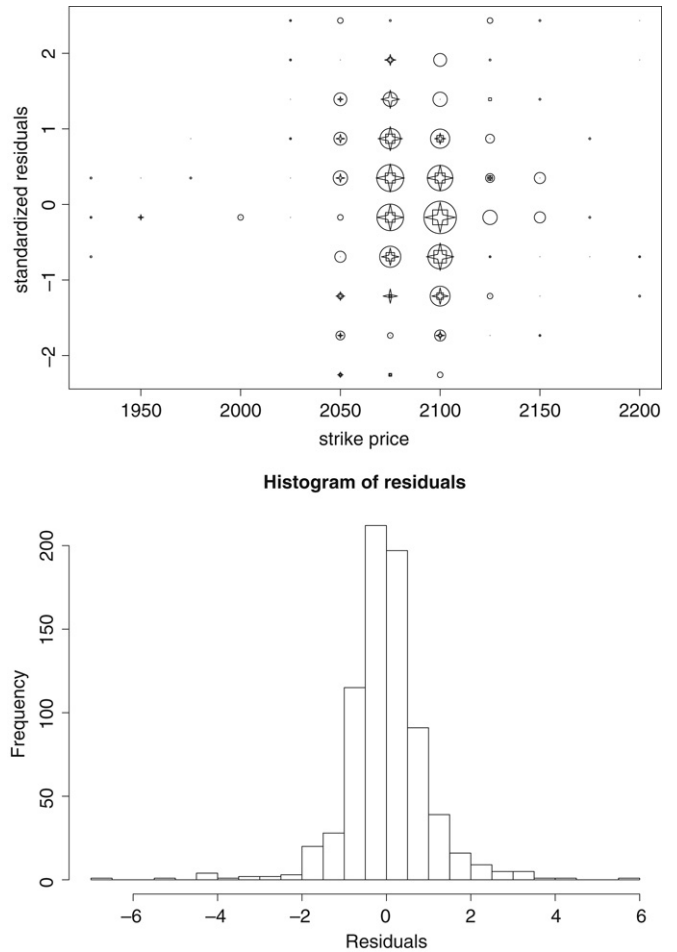 2
1
0
−1
−2
standardized residuals
1950 2000 2050 2100 2150 2200
strike price
Histogram of residuals
200
150
100
50
0
Frequency
−6 −4 −2 0 2 4 6
Residuals